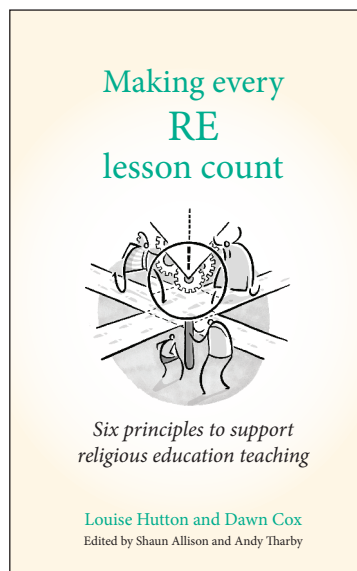 Making every
RE
lesson count
Six principles to support
religious education teaching
Louise Hutton and Dawn Cox
Edited by Shaun Allison and Andy Tharby